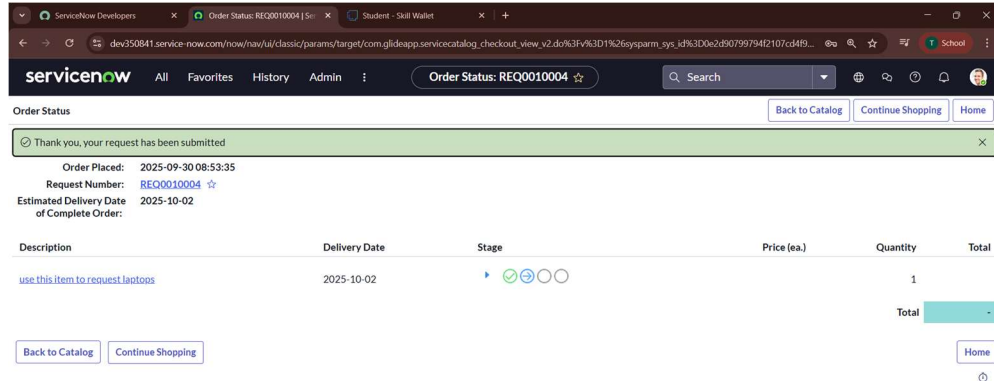 ServiceNow Developers
Order Status: REQ0010004 | Ser
Student - Skill Wallet
dev350841.service-now.com/now/nav/ui/classic/params/target/com.glideapp.servicecatalog_checkout_view_v2.do%3Fv%3D1%26sysparm_sys_id%3D0e2d90799794f2107cd4f9...
T School
servicenow All Favorites History Admin Order Status: REQ0010004 Search
Order Status Back to Catalog Continue Shopping Home
Thank you, your request has been submitted
Order Placed: 2025-09-30 08:53:35
Request Number: REQ0010004
Estimated Delivery Date 2025-10-02
of Complete Order:
Description Delivery Date Stage Price (ea.) Quantity Total
use this item to request laptops 2025-10-02 1
Total -
Back to Catalog Continue Shopping Home